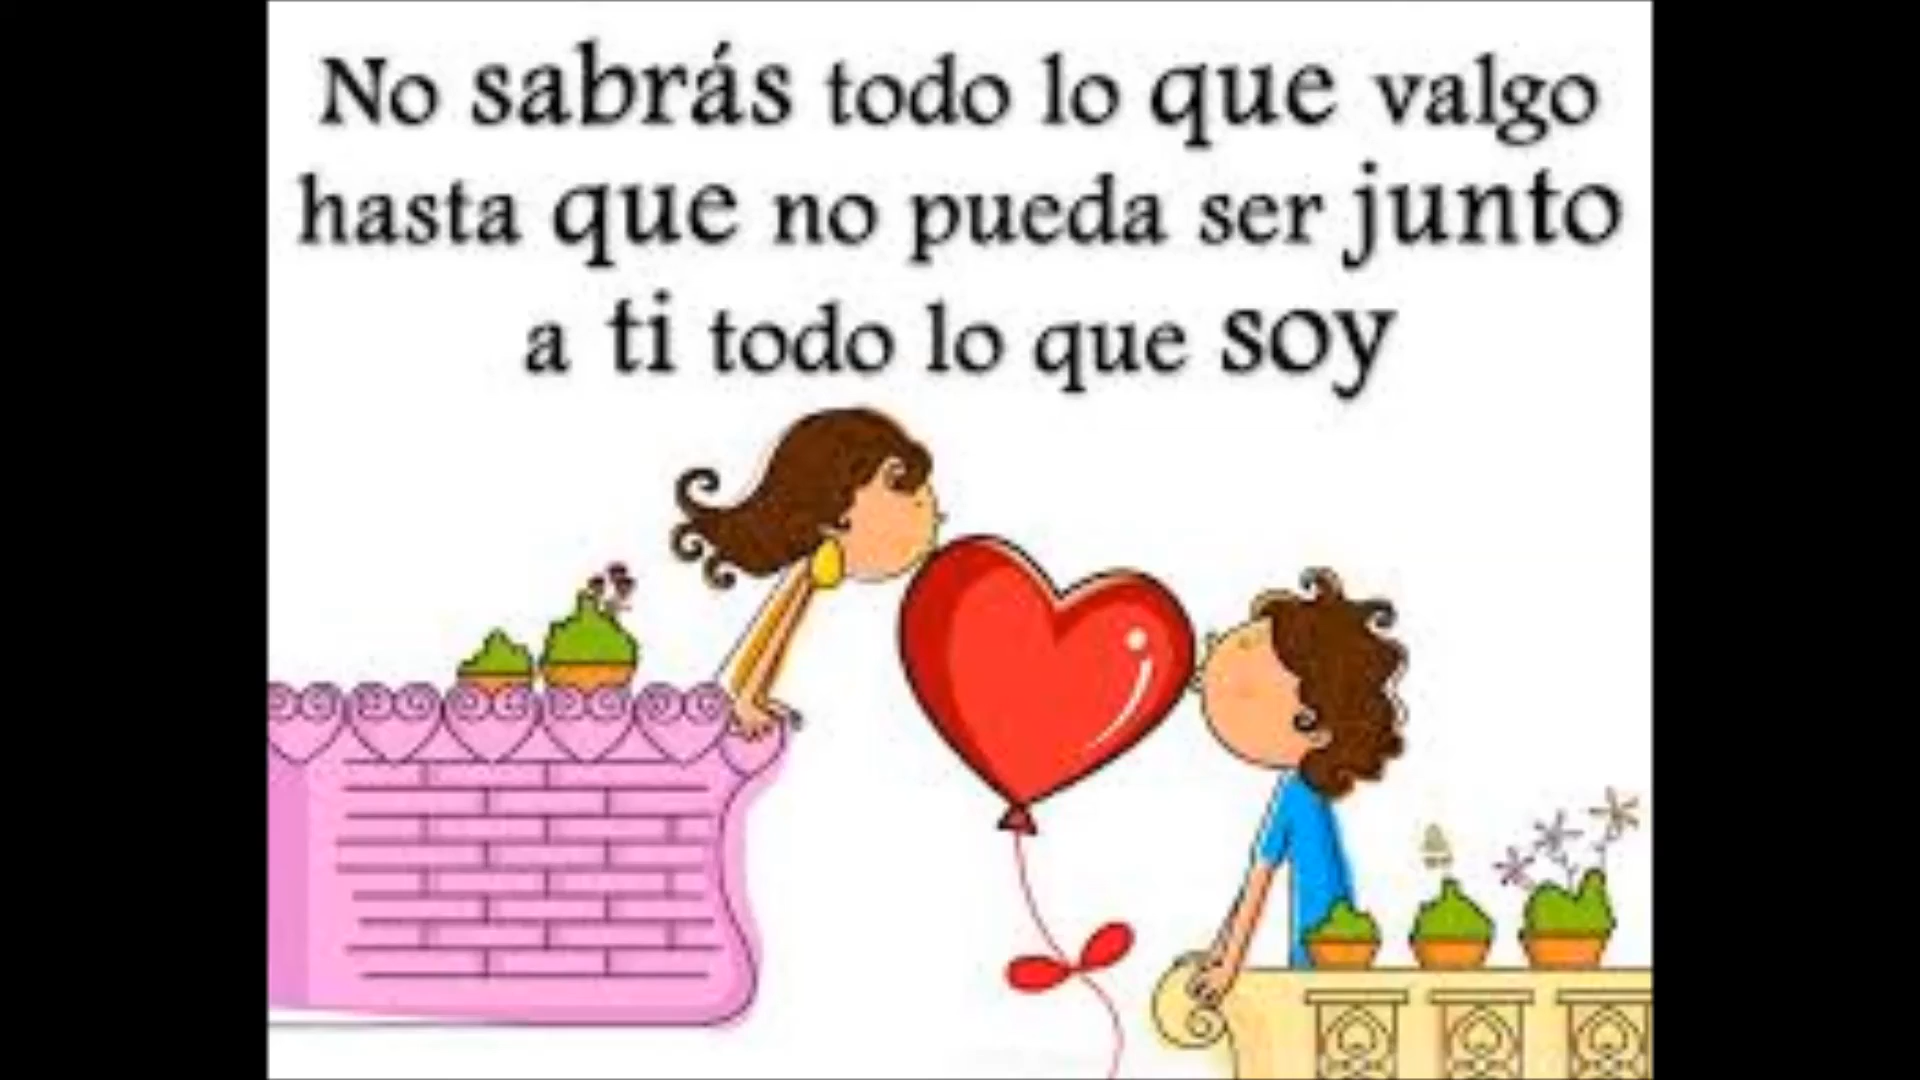 No sabrás todo lo que valgo
hasta que no pueda ser junto
a ti todo lo que soy